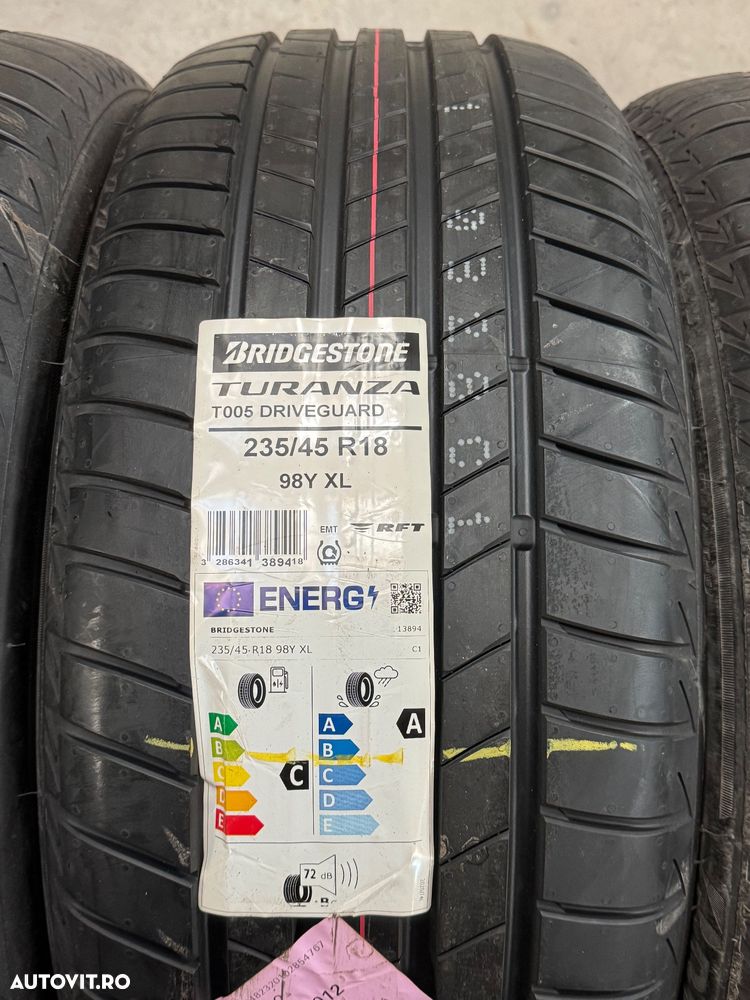 BRIDGESTONE
TURANZA
T005 DRIVEGUARD
235/45 R18
98Y XL
EMT RFT
3 286341 389418
ENERG
BRIDGESTONE 13894
235/45 R18 98Y XL C1
A A A
B B
C C C
D D
E E
72 dB
AUTOVIT.RO